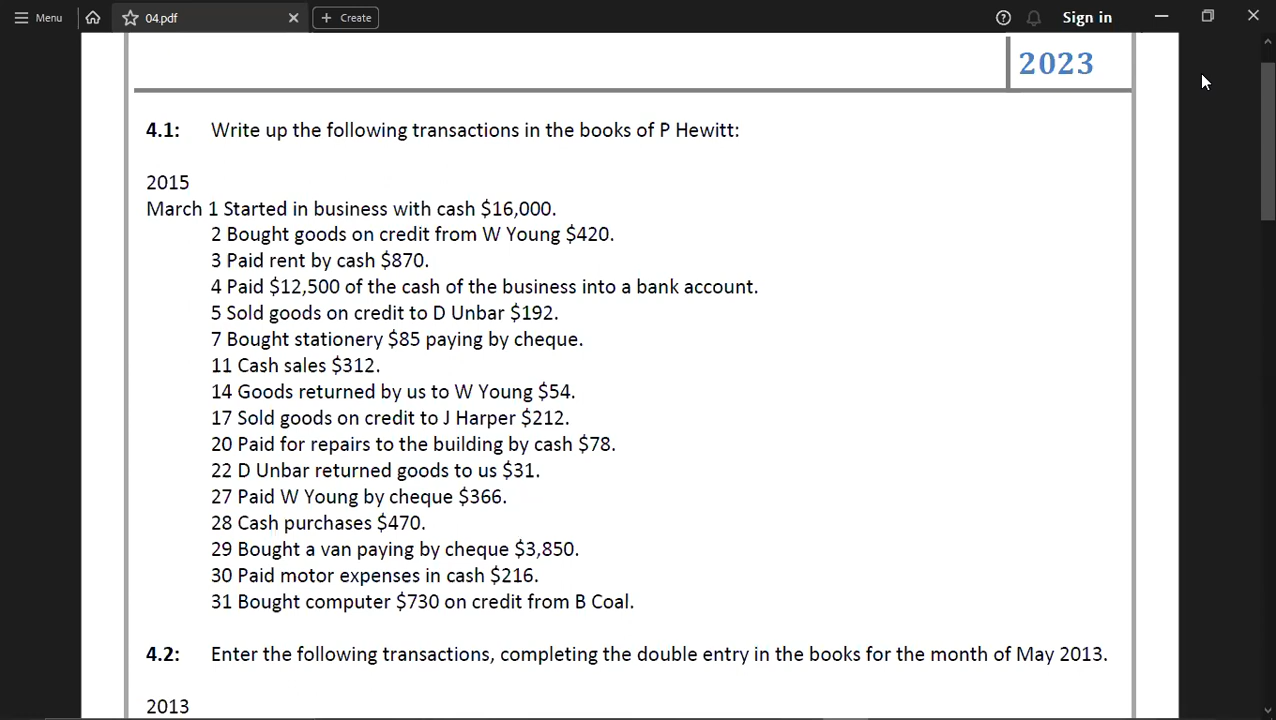 Menu
04.pdf
Create
Sign in
2023
4.1: Write up the following transactions in the books of P Hewitt:
2015
March 1 Started in business with cash $16,000.
2 Bought goods on credit from W Young $420.
3 Paid rent by cash $870.
4 Paid $12,500 of the cash of the business into a bank account.
5 Sold goods on credit to D Unbar $192.
7 Bought stationery $85 paying by cheque.
11 Cash sales $312.
14 Goods returned by us to W Young $54.
17 Sold goods on credit to J Harper $212.
20 Paid for repairs to the building by cash $78.
22 D Unbar returned goods to us $31.
27 Paid W Young by cheque $366.
28 Cash purchases $470.
29 Bought a van paying by cheque $3,850.
30 Paid motor expenses in cash $216.
31 Bought computer $730 on credit from B Coal.
4.2: Enter the following transactions, completing the double entry in the books for the month of May 2013.
2013